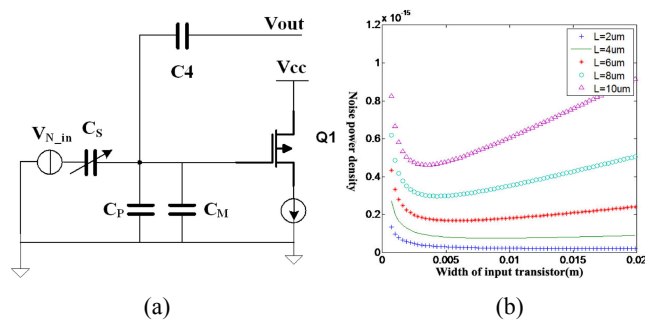 Vout
C4
Vcc
Q1
V_N_in
C_S
C_P
C_M
(a)
1.2 x 10^-15
1
0.8
0.6
0.4
0.2
0
0
0.005
0.01
0.015
0.02
Noise power density
Width of input transistor(m)
L=2um
L=4um
L=6um
L=8um
L=10um
(b)